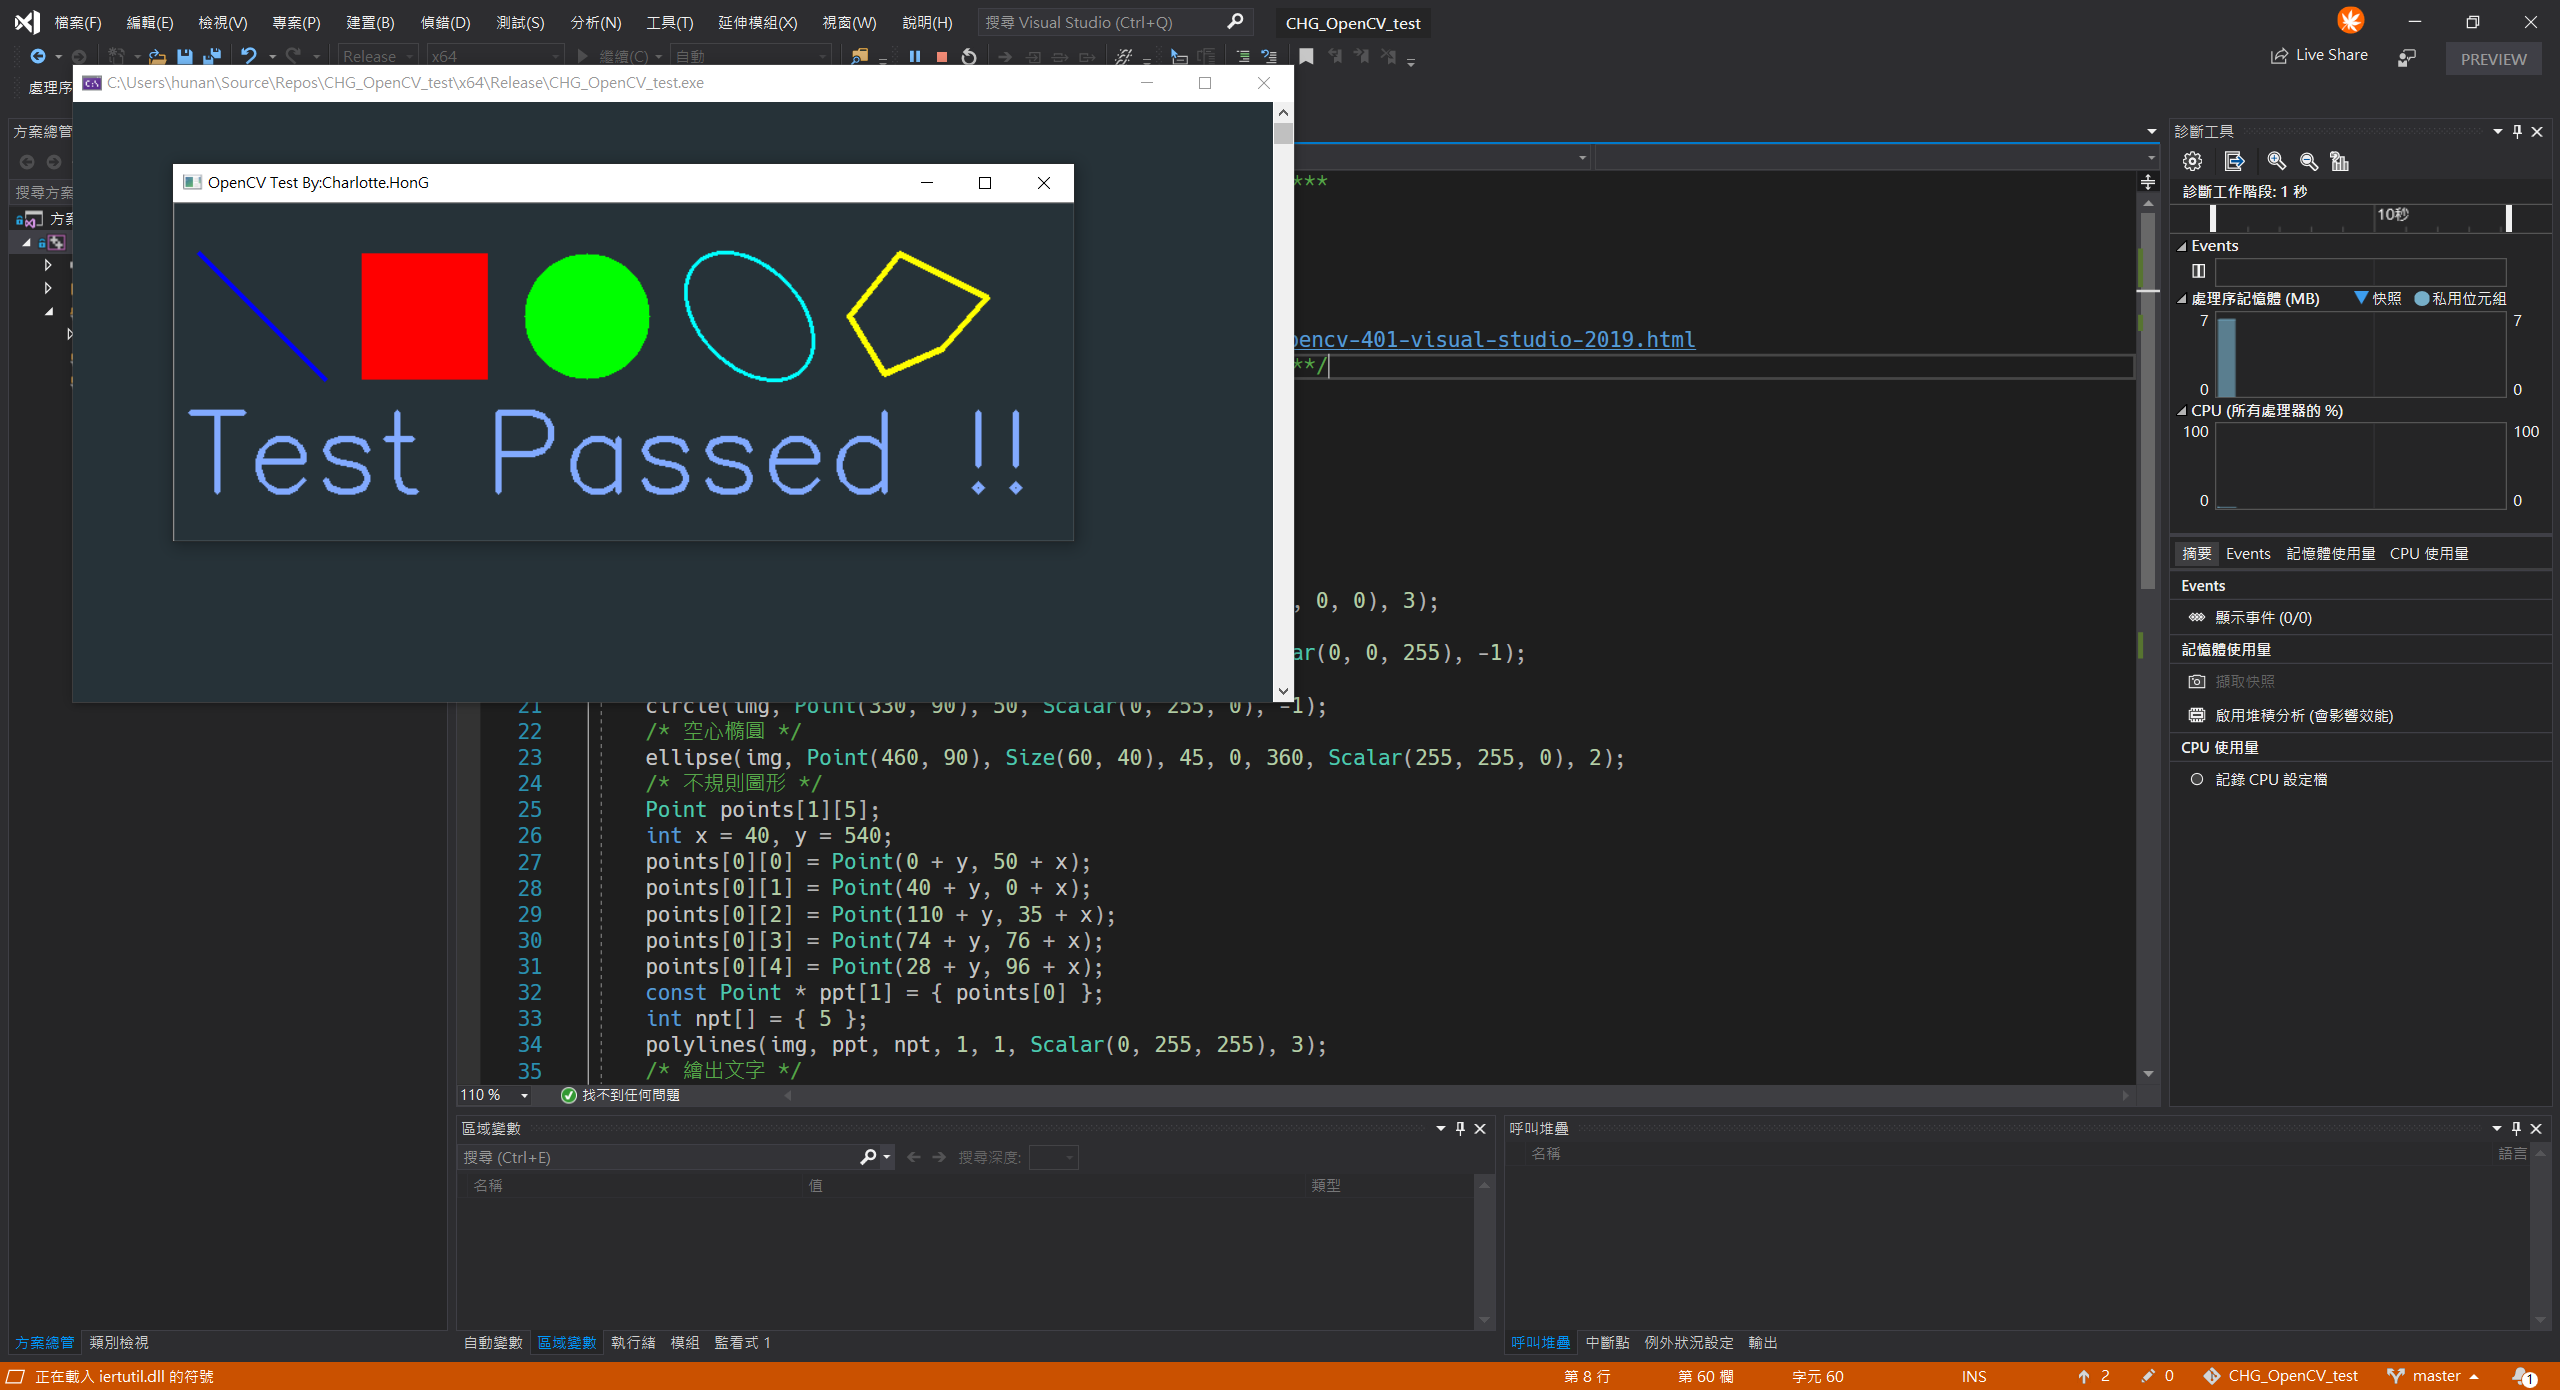 檔案(F) 編輯(E) 檢視(V) 專案(P) 建置(B) 偵錯(D) 測試(S) 分析(N) 工具(T) 延伸模組(X) 視窗(W) 說明(H) 搜尋 Visual Studio (Ctrl+Q) CHG_OpenCV_test
Release x64 繼續(C) 自動 Live Share PREVIEW
處理序
C:\Users\hunan\Source\Repos\CHG_OpenCV_test\x64\Release\CHG_OpenCV_test.exe
方案總管
搜尋方案
方案
OpenCV Test By:Charlotte.HonG
Test Passed !!
***
pencv-401-visual-studio-2019.html
**/
, 0, 0), 3);
ar(0, 0, 255), -1);
21 circle(img, Point(330, 90), 50, Scalar(0, 255, 0), -1);
22 /* 空心橢圓 */
23 ellipse(img, Point(460, 90), Size(60, 40), 45, 0, 360, Scalar(255, 255, 0), 2);
24 /* 不規則圖形 */
25 Point points[1][5];
26 int x = 40, y = 540;
27 points[0][0] = Point(0 + y, 50 + x);
28 points[0][1] = Point(40 + y, 0 + x);
29 points[0][2] = Point(110 + y, 35 + x);
30 points[0][3] = Point(74 + y, 76 + x);
31 points[0][4] = Point(28 + y, 96 + x);
32 const Point * ppt[1] = { points[0] };
33 int npt[] = { 5 };
34 polylines(img, ppt, npt, 1, 1, Scalar(0, 255, 255), 3);
35 /* 繪出文字 */
110 % 找不到任何問題
診斷工具
診斷工作階段: 1 秒
10秒
Events
處理序記憶體 (MB) 快照 私用位元組
7 7
0 0
CPU (所有處理器的 %)
100 100
0 0
摘要 Events 記憶體使用量 CPU 使用量
Events
顯示事件 (0/0)
記憶體使用量
擷取快照
啟用堆積分析 (會影響效能)
CPU 使用量
記錄 CPU 設定檔
區域變數
搜尋 (Ctrl+E) 搜尋深度:
名稱 值 類型
呼叫堆疊
名稱 語言
方案總管 類別檢視
自動變數 區域變數 執行緒 模組 監看式 1
呼叫堆疊 中斷點 例外狀況設定 輸出
正在載入 iertutil.dll 的符號 第 8 行 第 60 欄 字元 60 INS 2 0 CHG_OpenCV_test master 1